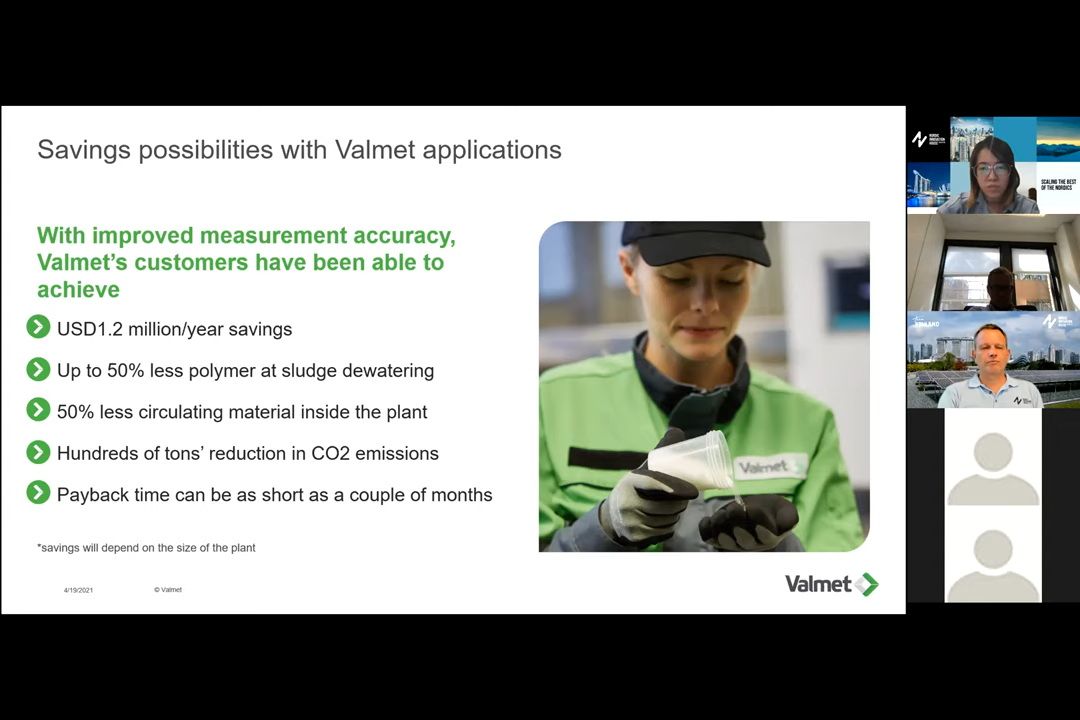 Savings possibilities with Valmet applications
With improved measurement accuracy,
Valmet's customers have been able to
achieve
USD1.2 million/year savings
Up to 50% less polymer at sludge dewatering
50% less circulating material inside the plant
Hundreds of tons' reduction in CO2 emissions
Payback time can be as short as a couple of months
*savings will depend on the size of the plant
4/19/2021
© Valmet
Valmet
Valmet
NORDIC
INNOVATION
HOUSE
SCALING THE BEST
OF THE NORDICS